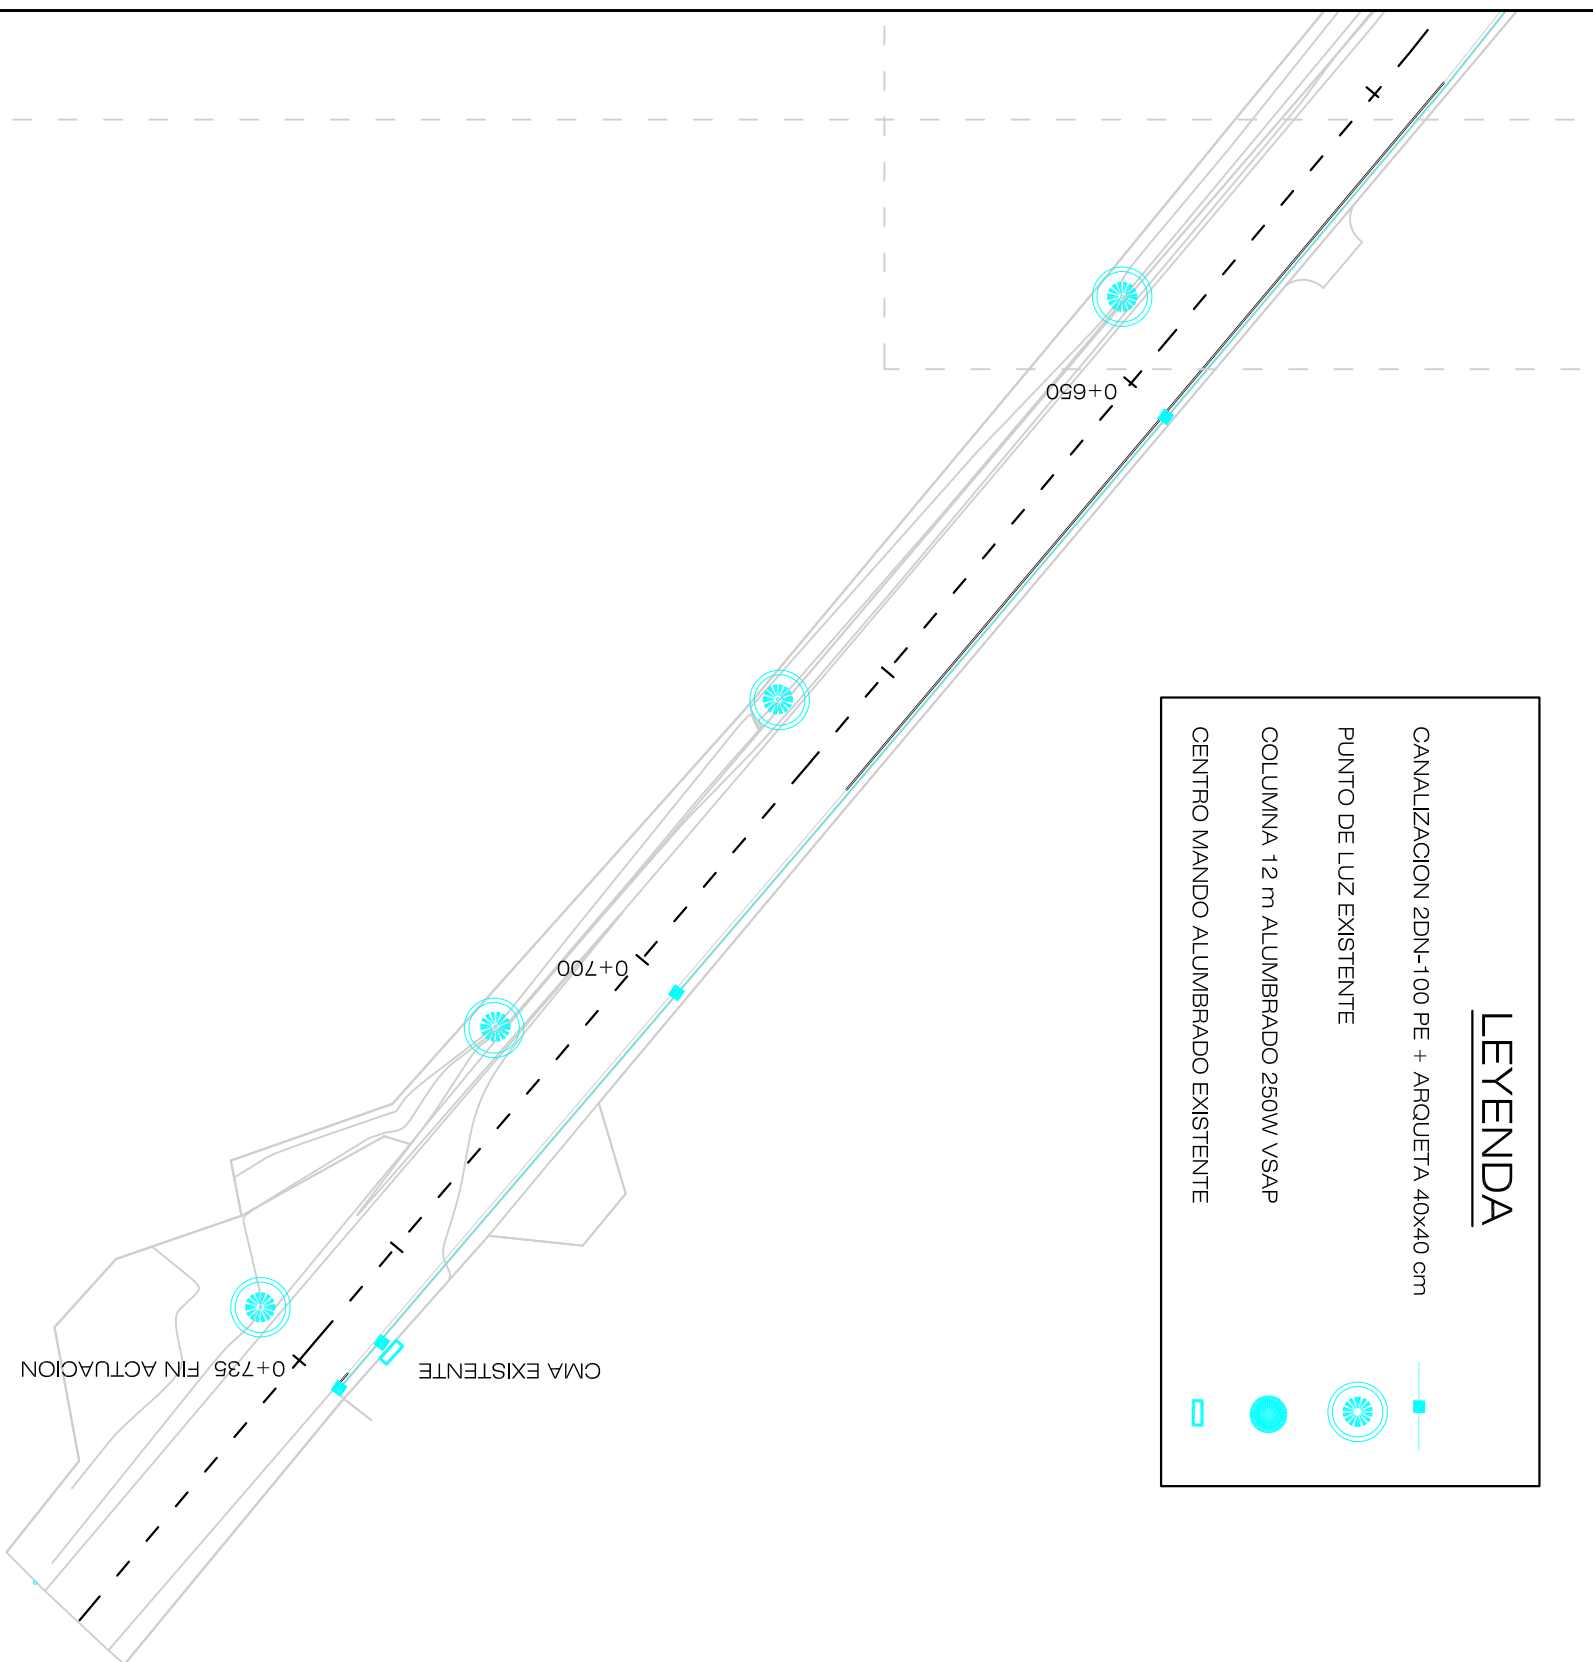 0+650
0+700
0+735 FIN ACTUACION
CMA EXISTENTE
LEYENDA
CANALIZACION 2DN-100 PE + ARQUETA 40x40 cm
PUNTO DE LUZ EXISTENTE
COLUMNA 12 m ALUMBRADO 250W VSAP
CENTRO MANDO ALUMBRADO EXISTENTE